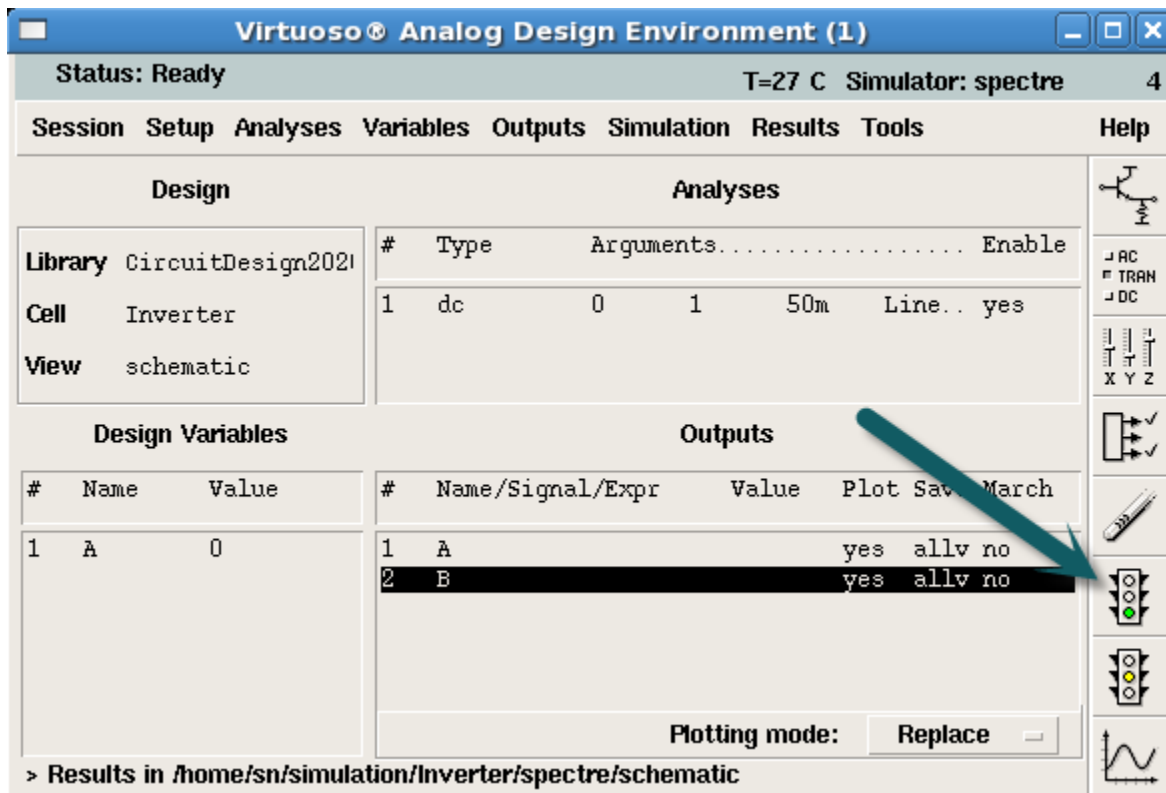 Virtuoso® Analog Design Environment (1)
Status: Ready T=27 C Simulator: spectre 4
Session Setup Analyses Variables Outputs Simulation Results Tools Help
Design
Library CircuitDesign202
Cell Inverter
View schematic
Analyses
# Type Arguments................... Enable
1 dc 0 1 50m Line.. yes
Design Variables
# Name Value
1 A 0
Outputs
# Name/Signal/Expr Value Plot Save March
1 A yes allv no
2 B yes allv no
Plotting mode: Replace
> Results in /home/sn/simulation/Inverter/spectre/schematic
AC
TRAN
DC
X Y Z